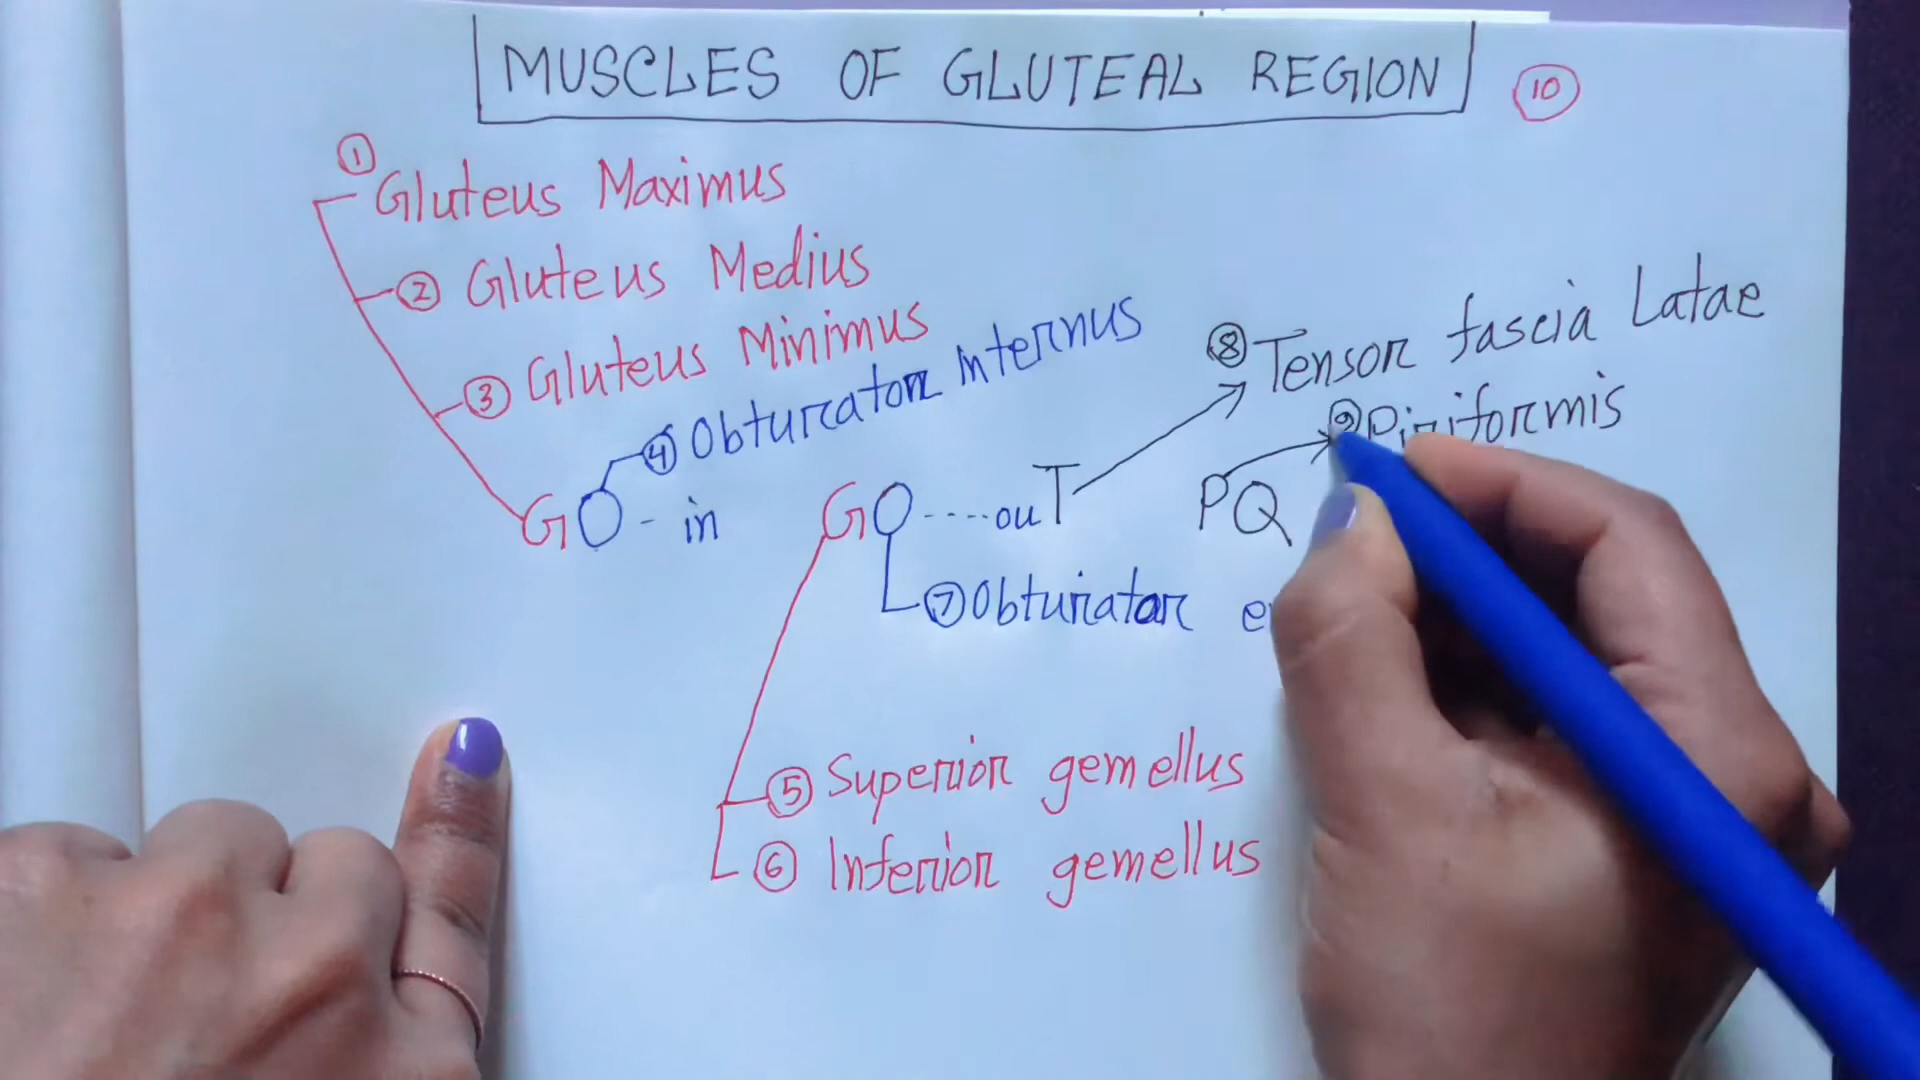 MUSCLES OF GLUTEAL REGION
10
1 Gluteus Maximus
2 Gluteus Medius
3 Gluteus Minimus
4 Obturator internus
8 Tensor fascia Latae
9 Piriformis
GO - in
GO ----ouT
PQ
7 Obturiator
5 Superior gemellus
6 Inferior gemellus